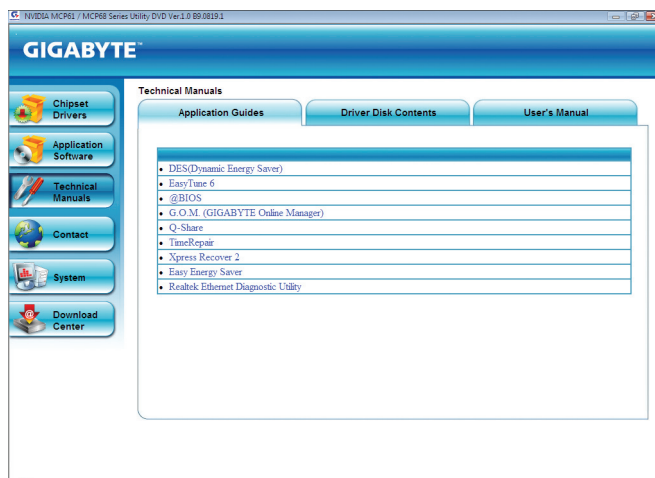 NVIDIA MCP61 / MCP68 Series Utility DVD Ver.1.0 B9.0819.1
GIGABYTE™
Chipset
Drivers
Application
Software
Technical
Manuals
Contact
System
Download
Center
Technical Manuals
Application Guides
Driver Disk Contents
User's Manual
• DES(Dynamic Energy Saver)
• EasyTune 6
• @BIOS
• G.O.M. (GIGABYTE Online Manager)
• Q-Share
• TimeRepair
• Xpress Recover 2
• Easy Energy Saver
• Realtek Ethernet Diagnostic Utility